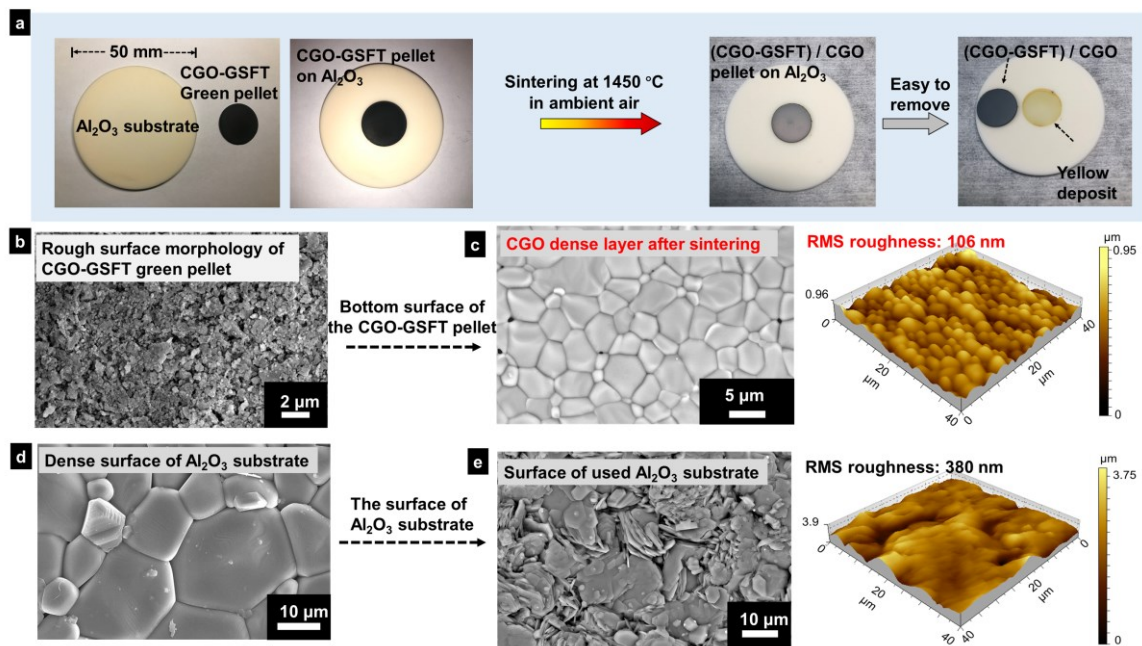 a
50 mm
CGO-GSFT
Green pellet
Al₂O₃ substrate
CGO-GSFT pellet
on Al₂O₃
Sintering at 1450 °C
in ambient air
(CGO-GSFT) / CGO
pellet on Al₂O₃
Easy to
remove
(CGO-GSFT) / CGO
Yellow
deposit
b
Rough surface morphology of
CGO-GSFT green pellet
2 µm
Bottom surface of
the CGO-GSFT pellet
c
CGO dense layer after sintering
5 µm
RMS roughness: 106 nm
0.96
0
20
µm
40
0
20
µm
40
0
µm
0.95
0
d
Dense surface of Al₂O₃ substrate
10 µm
The surface of
Al₂O₃ substrate
e
Surface of used Al₂O₃ substrate
10 µm
RMS roughness: 380 nm
3.9
0
20
µm
40
40
20
µm
0
µm
3.75
0